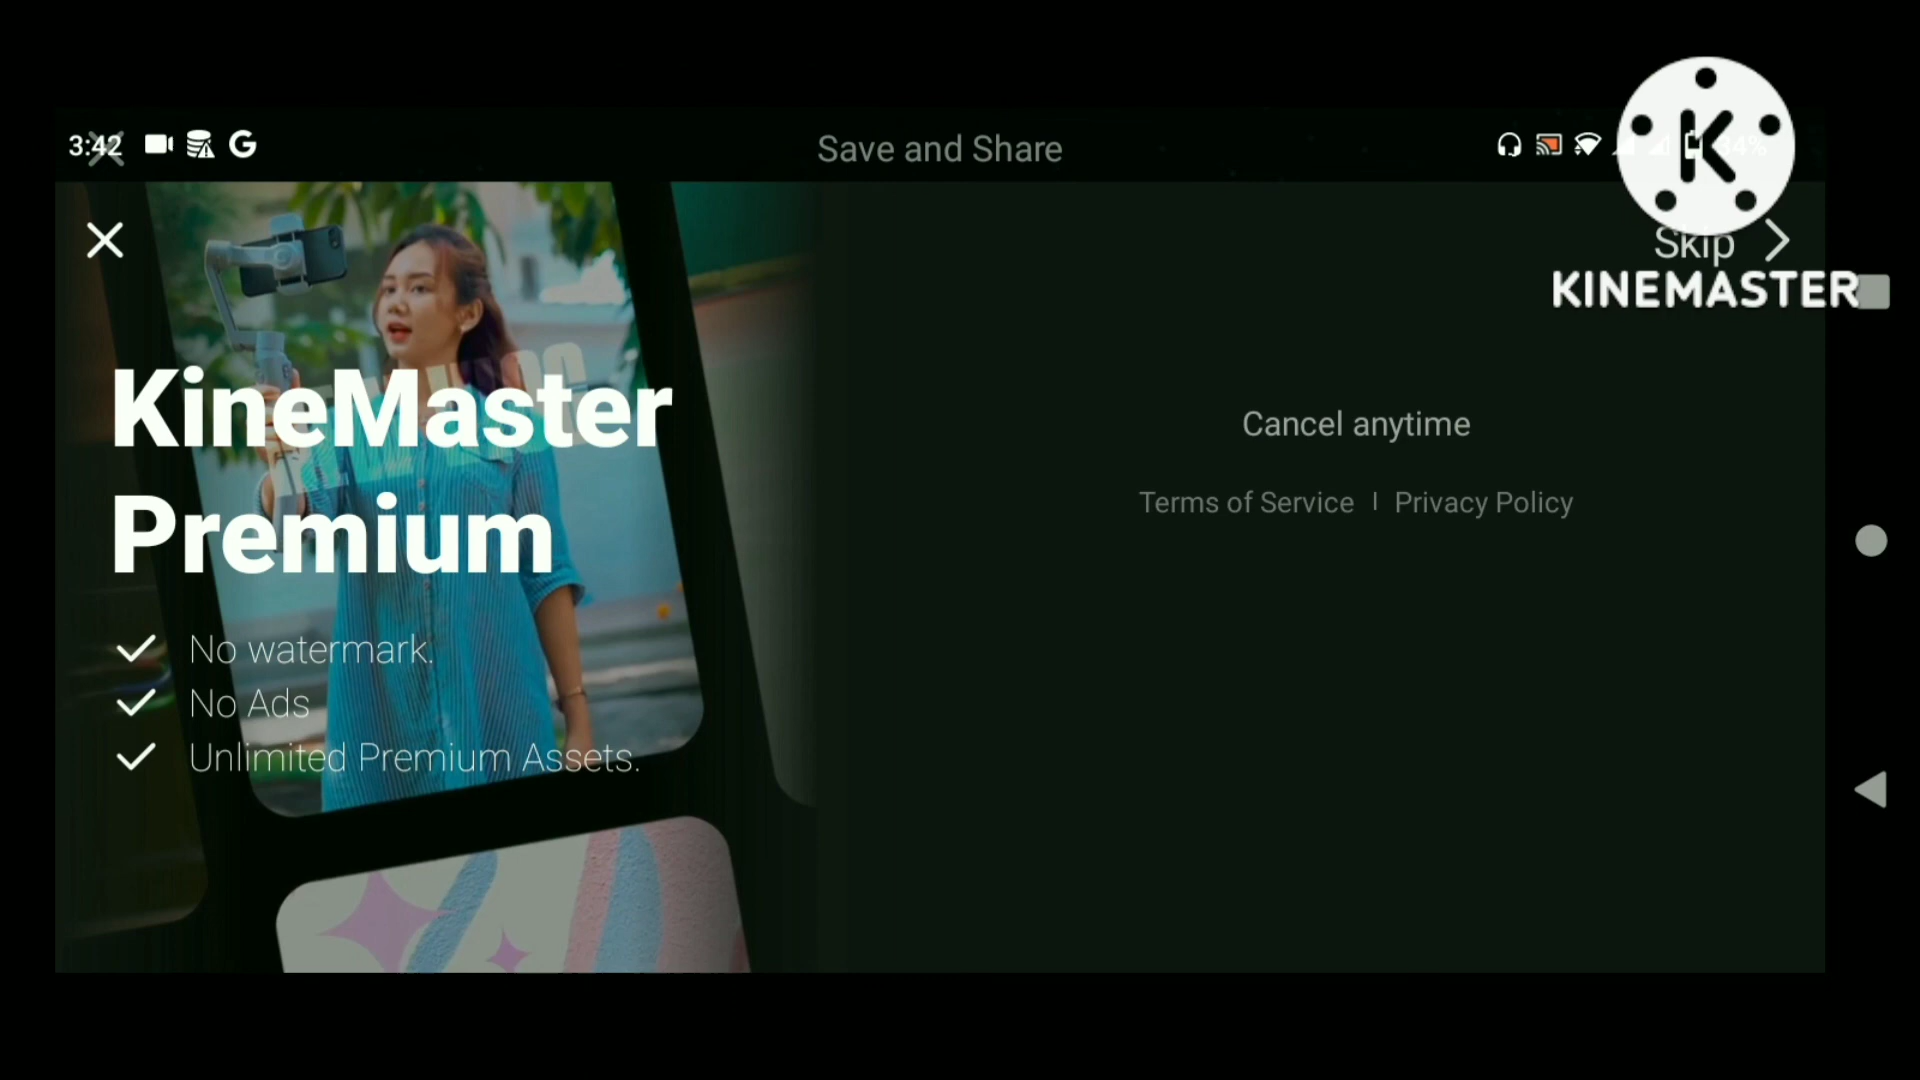 3:42
Save and Share
Skip
KINEMASTER
KineMaster
Premium
No watermark.
No Ads
Unlimited Premium Assets.
Cancel anytime
Terms of Service | Privacy Policy